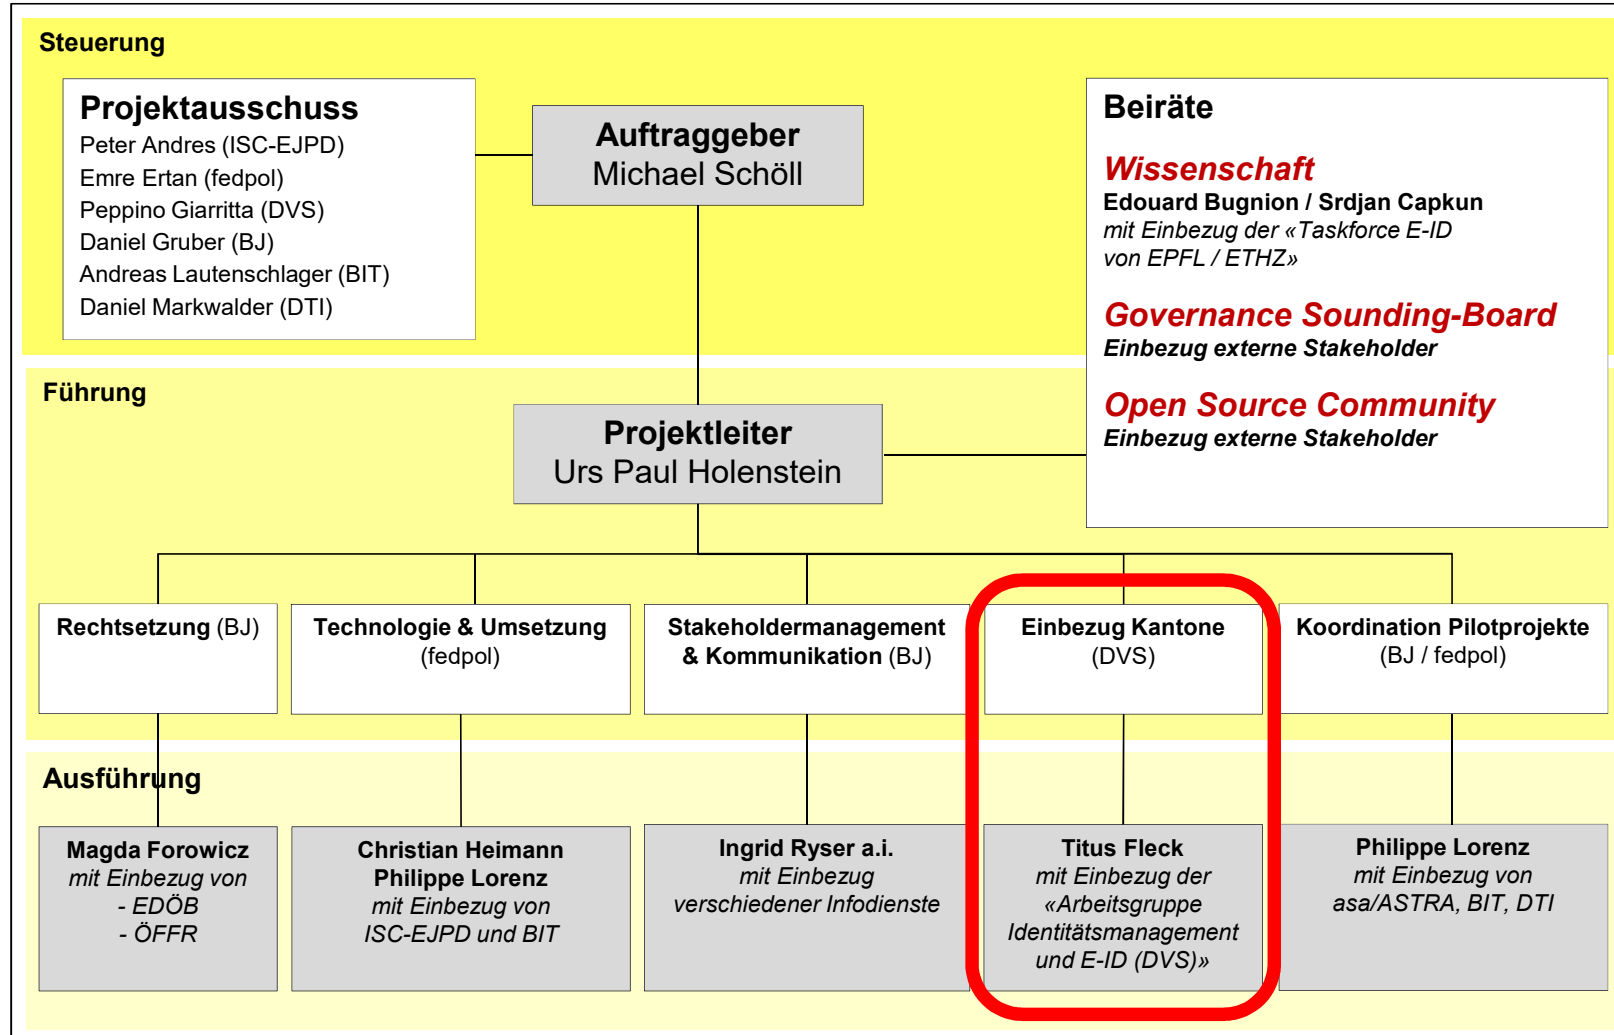 Steuerung
Projektausschuss
Peter Andres (ISC-EJPD)
Emre Ertan (fedpol)
Peppino Giarritta (DVS)
Daniel Gruber (BJ)
Andreas Lautenschlager (BIT)
Daniel Markwalder (DTI)
Auftraggeber
Michael Schöll
Beiräte
Wissenschaft
Edouard Bugnion / Srdjan Capkun
mit Einbezug der «Taskforce E-ID
von EPFL / ETHZ»
Governance Sounding-Board
Einbezug externe Stakeholder
Open Source Community
Einbezug externe Stakeholder
Führung
Projektleiter
Urs Paul Holenstein
Rechtsetzung (BJ)
Technologie & Umsetzung
(fedpol)
Stakeholdermanagement
& Kommunikation (BJ)
Einbezug Kantone
(DVS)
Koordination Pilotprojekte
(BJ / fedpol)
Ausführung
Magda Forowicz
mit Einbezug von
- EDÖB
- ÖFFR
Christian Heimann
Philippe Lorenz
mit Einbezug von
ISC-EJPD und BIT
Ingrid Ryser a.i.
mit Einbezug
verschiedener Infodienste
Titus Fleck
mit Einbezug der
«Arbeitsgruppe
Identitätsmanagement
und E-ID (DVS)»
Philippe Lorenz
mit Einbezug von
asa/ASTRA, BIT, DTI